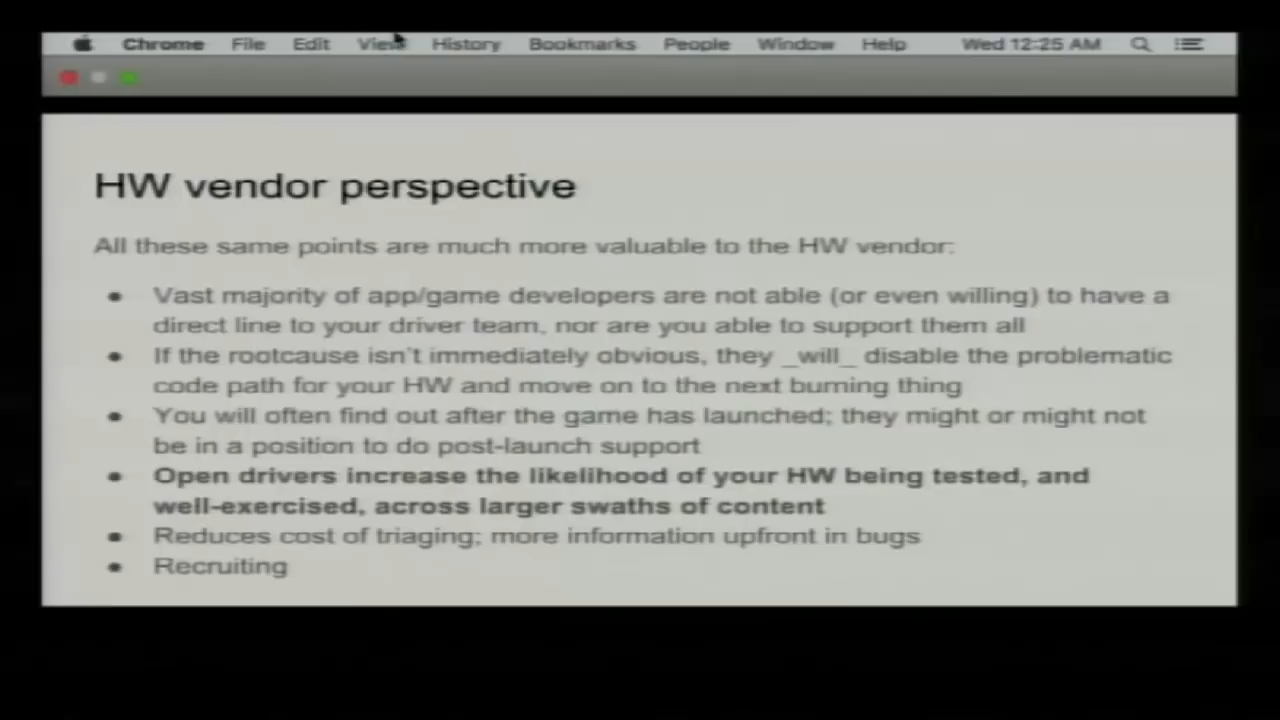 Chrome File Edit View History Bookmarks People Window Help Wed 12:25 AM
HW vendor perspective
All these same points are much more valuable to the HW vendor:
● Vast majority of app/game developers are not able (or even willing) to have a
direct line to your driver team, nor are you able to support them all
● If the rootcause isn't immediately obvious, they _will_ disable the problematic
code path for your HW and move on to the next burning thing
● You will often find out after the game has launched; they might or might not
be in a position to do post-launch support
● Open drivers increase the likelihood of your HW being tested, and
well-exercised, across larger swaths of content
● Reduces cost of triaging; more information upfront in bugs
● Recruiting